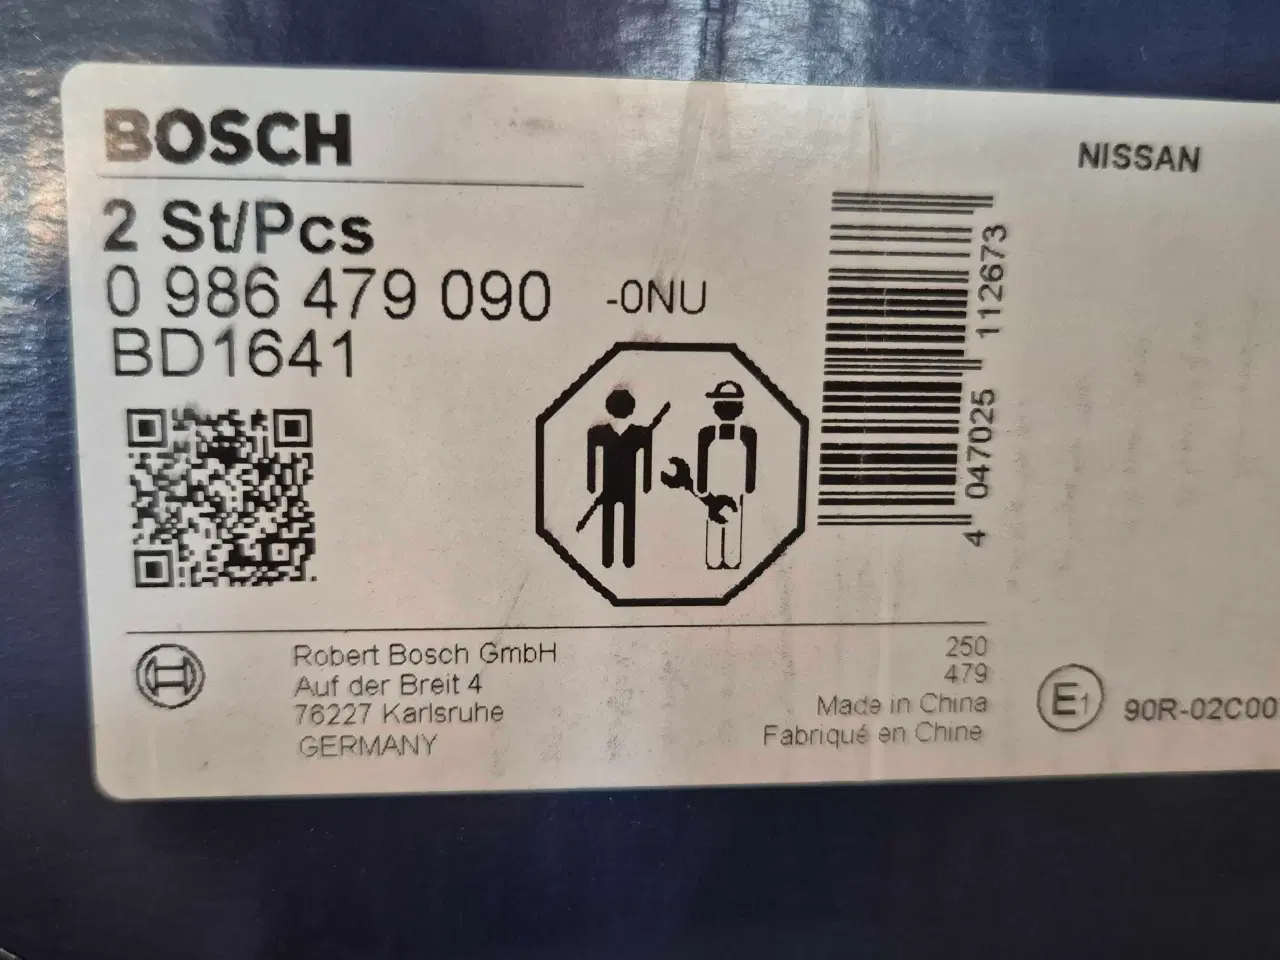 BOSCH
NISSAN
2 St/Pcs
0 986 479 090 -0NU
BD1641
4 047025 112673
Robert Bosch GmbH
Auf der Breit 4
76227 Karlsruhe
GERMANY
250
479
Made in China
Fabriqué en Chine
E1 90R-02C00